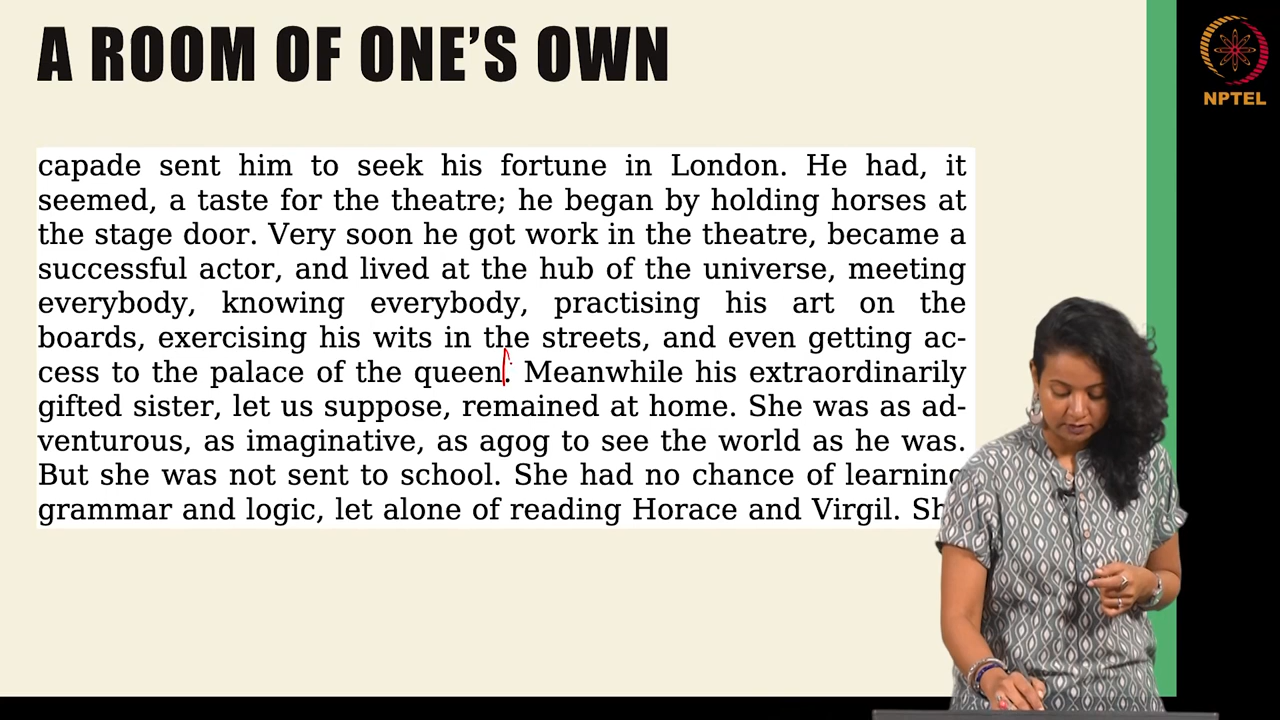 A ROOM OF ONE'S OWN
NPTEL
capade sent him to seek his fortune in London. He had, it
seemed, a taste for the theatre; he began by holding horses at
the stage door. Very soon he got work in the theatre, became a
successful actor, and lived at the hub of the universe, meeting
everybody, knowing everybody, practising his art on the
boards, exercising his wits in the streets, and even getting ac-
cess to the palace of the queen. Meanwhile his extraordinarily
gifted sister, let us suppose, remained at home. She was as ad-
venturous, as imaginative, as agog to see the world as he was.
But she was not sent to school. She had no chance of learning
grammar and logic, let alone of reading Horace and Virgil. Sh